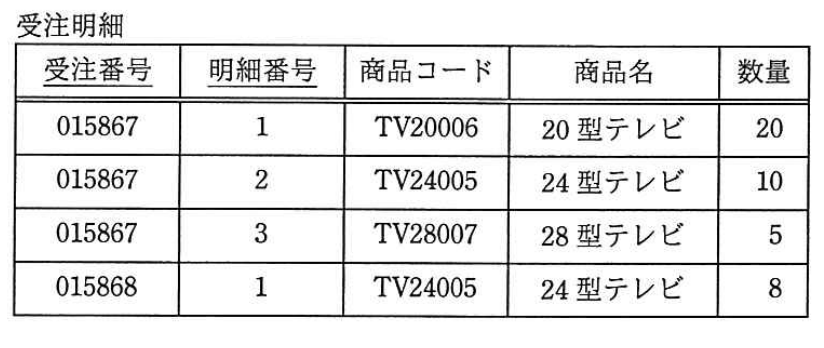 受注明細
受注番号 明細番号 商品コード 商品名 数量
015867 1 TV20006 20型テレビ 20
015867 2 TV24005 24型テレビ 10
015867 3 TV28007 28型テレビ 5
015868 1 TV24005 24型テレビ 8